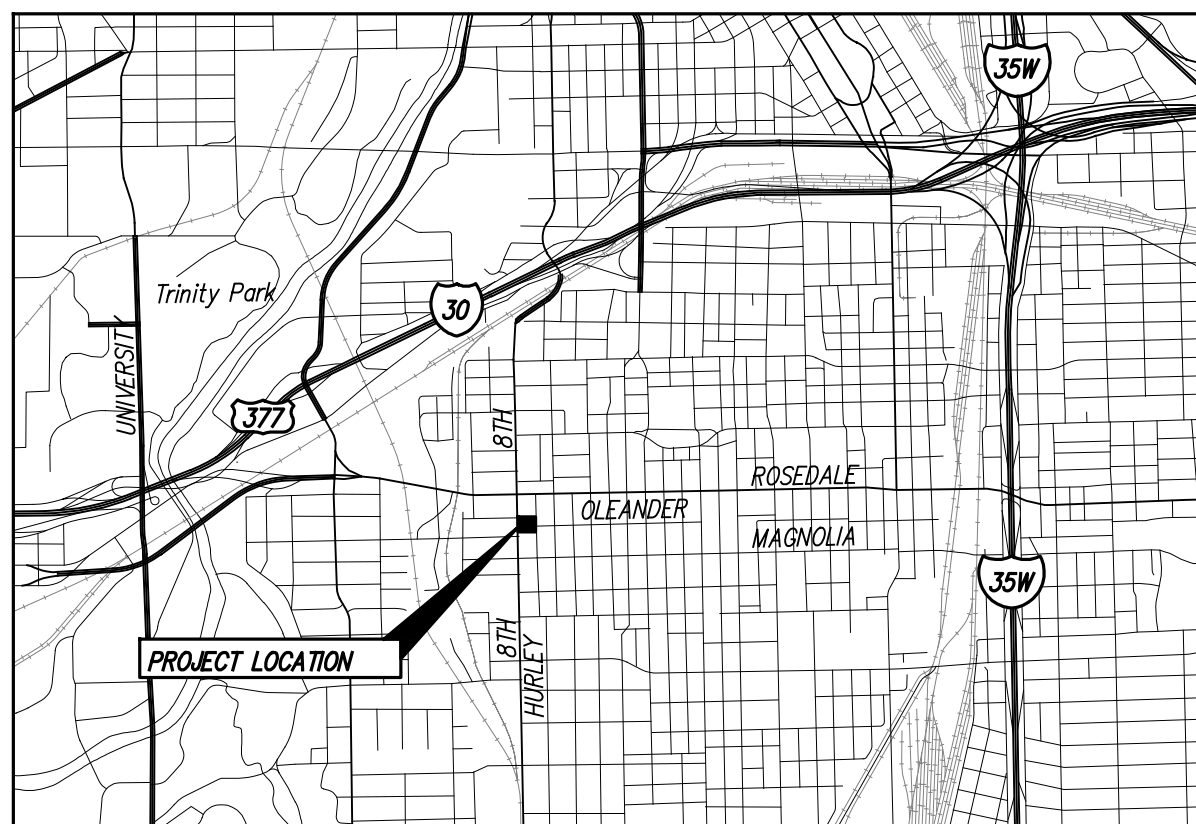 35W
Trinity Park
30
UNIVERSITY
377
8TH
ROSEDALE
OLEANDER
MAGNOLIA
35W
PROJECT LOCATION
8TH
HURLEY